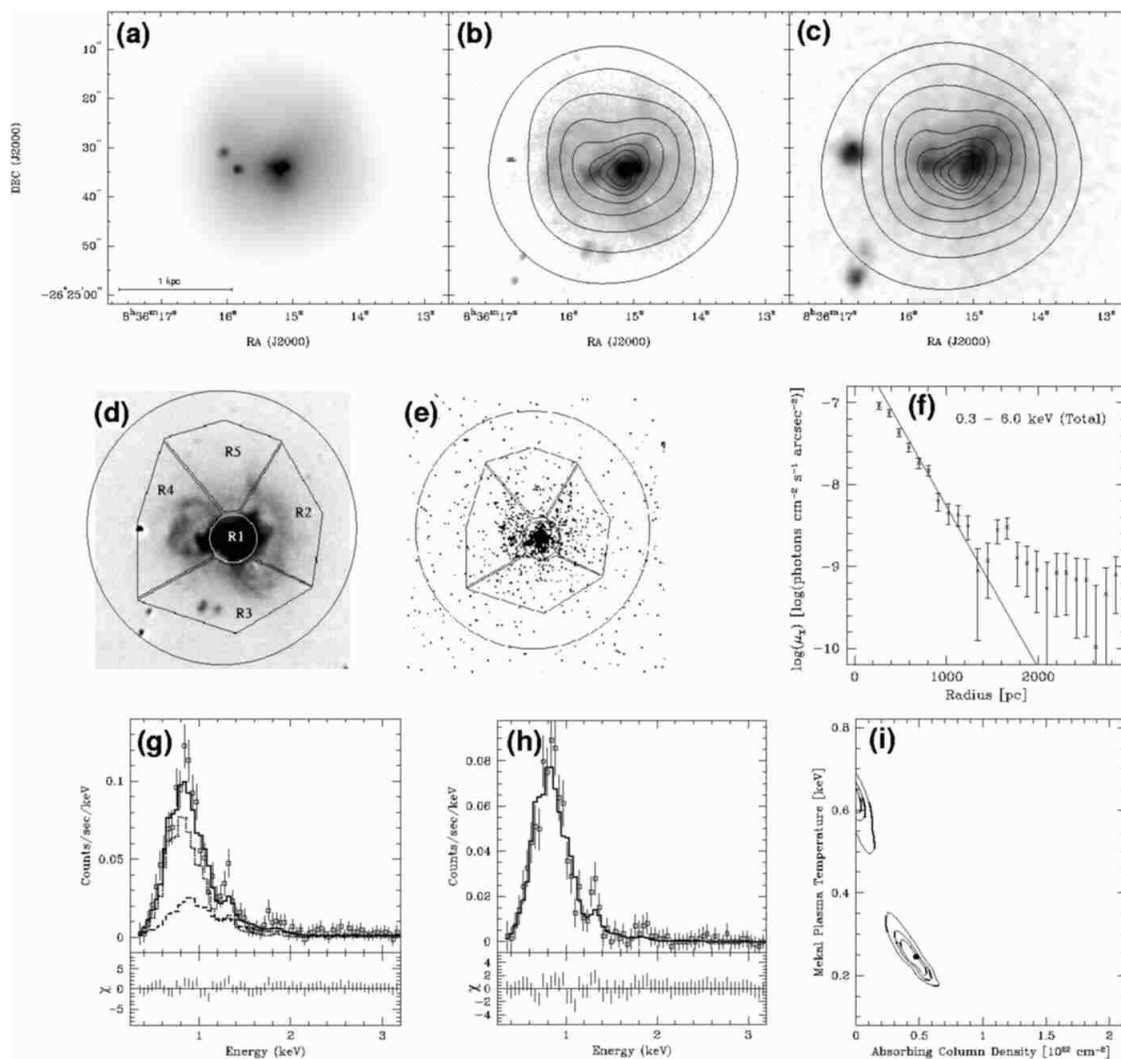 (a)
(b)
(c)
DEC (J2000)
10"
20"
30"
40"
50"
-26°25'00"
1 kpc
8h36m17s 16s 15s 14s 13s
8h36m17s 16s 15s 14s 13s
8h36m17s 16s 15s 14s 13s
RA (J2000)
RA (J2000)
RA (J2000)
(d)
R5
R4
R2
R1
R3
(e)
(f)
0.3 – 6.0 keV (Total)
log(μx) [log(photons cm⁻² s⁻¹ arcsec⁻²)]
-7
-8
-9
-10
0 1000 2000
Radius [pc]
(g)
Counts/sec/keV
0.1
0.05
0
χ
5
0
-5
1 2 3
Energy (keV)
(h)
Counts/sec/keV
0.08
0.06
0.04
0.02
0
χ
4
2
0
-2
-4
1 2 3
Energy (keV)
(i)
Mekal Plasma Temperature [keV]
0.8
0.6
0.4
0.2
0 0.5 1 1.5 2
Absorbing Column Density [10²² cm⁻²]